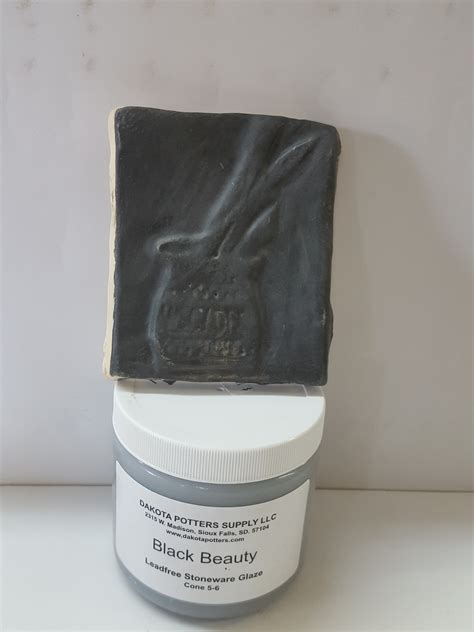 DAKOTA POTTERS SUPPLY LLC
2315 W. Madison, Sioux Falls, SD. 57104
www.dakotapotters.com
Black Beauty
Leadfree Stoneware Glaze
Cone 5-6